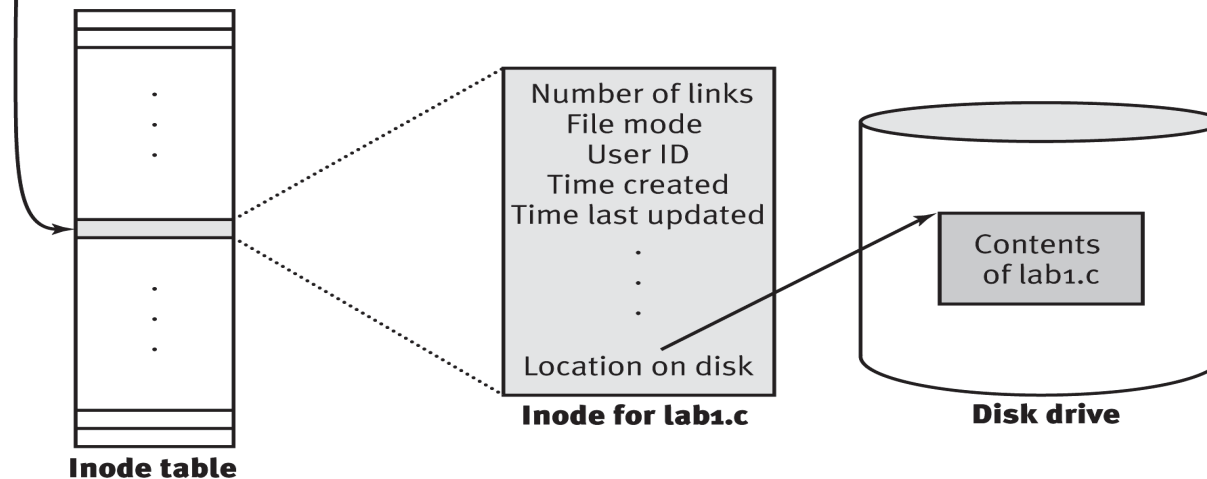 Number of links
File mode
User ID
Time created
Time last updated
Location on disk
Contents
of lab1.c
Inode for lab1.c
Disk drive
Inode table